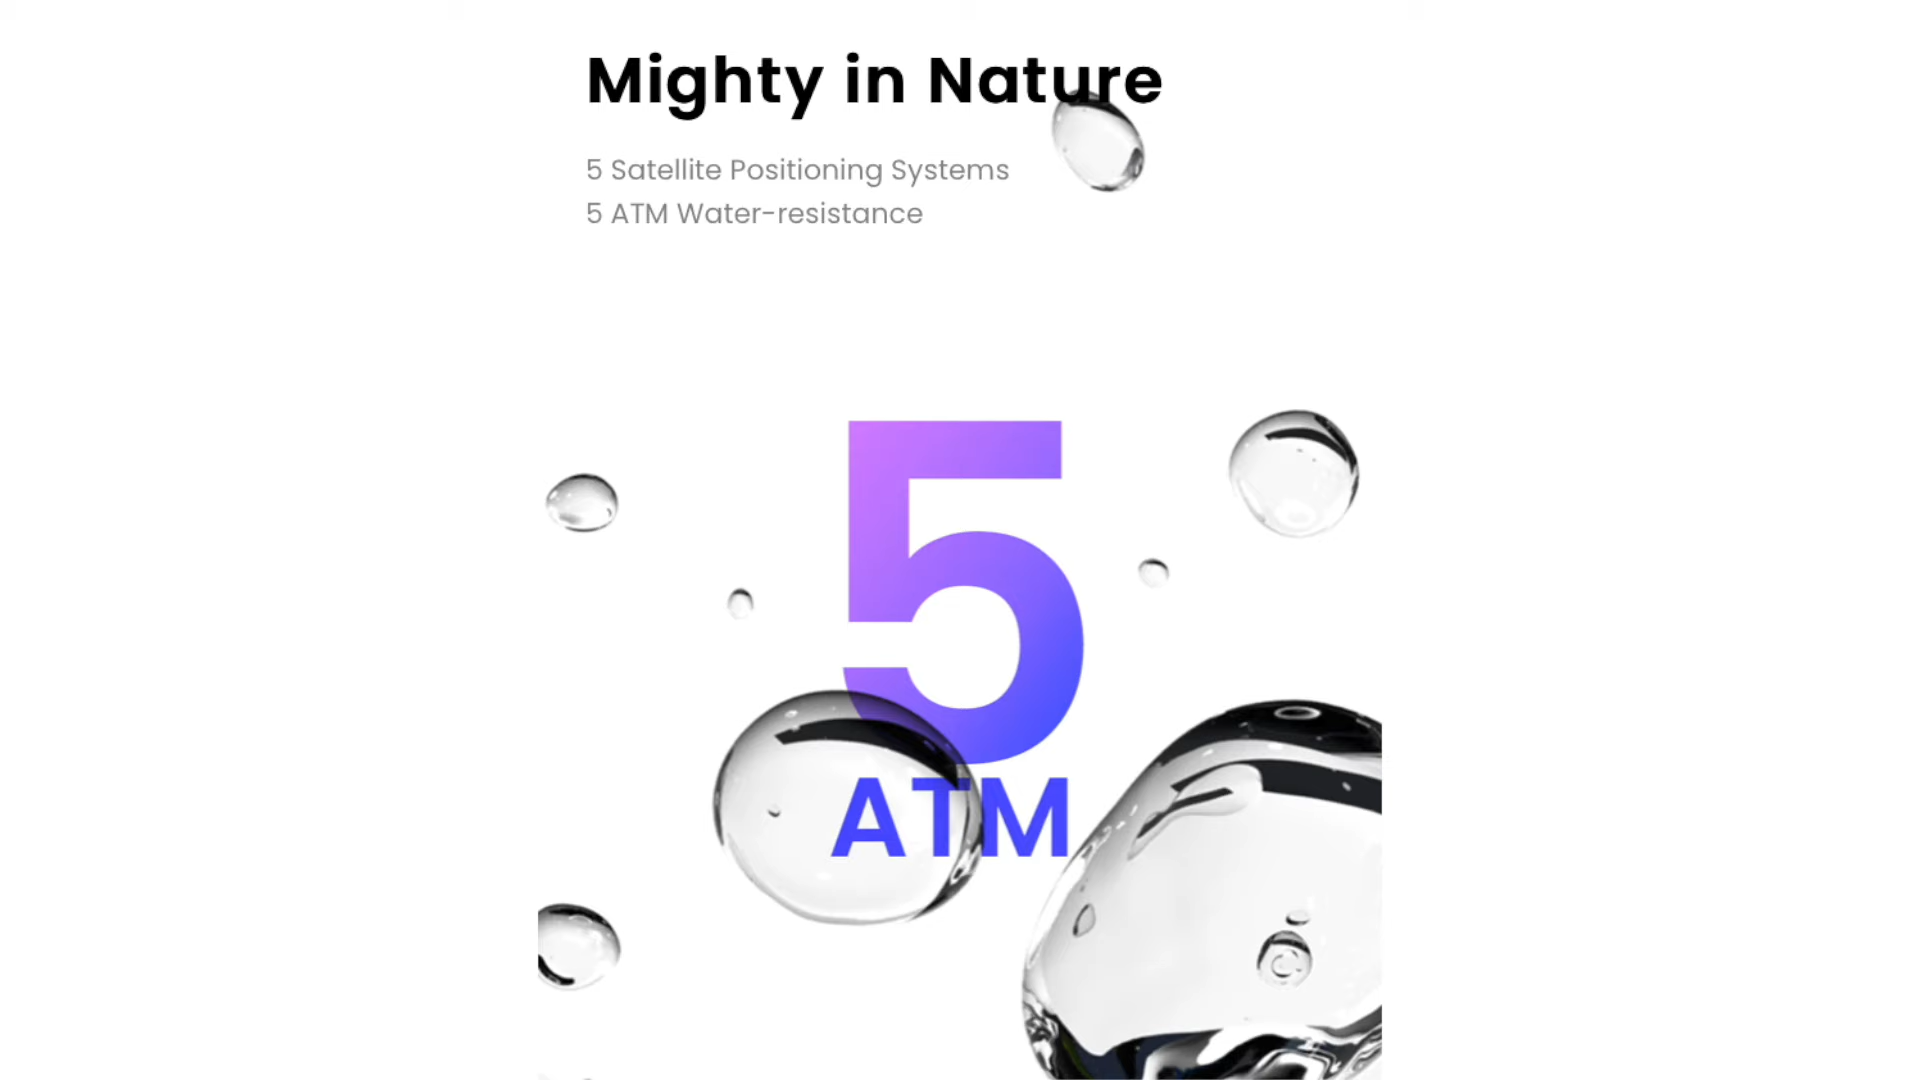 Mighty in Nature
5 Satellite Positioning Systems
5 ATM Water-resistance
5
ATM